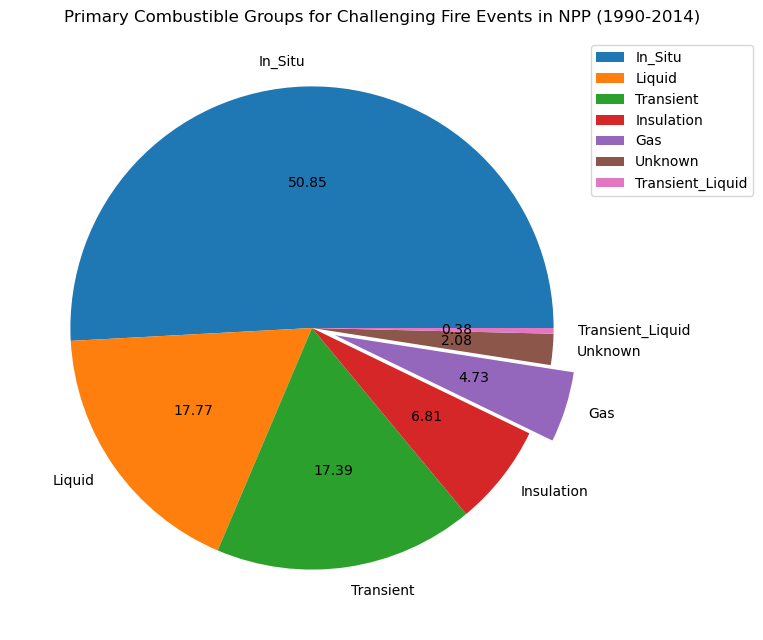 Primary Combustible Groups for Challenging Fire Events in NPP (1990-2014)
In_Situ
Liquid
Transient
Insulation
Gas
Unknown
Transient_Liquid
In_Situ
50.85
Liquid
17.77
Transient
17.39
Insulation
6.81
Gas
4.73
Unknown
2.08
Transient_Liquid
0.38